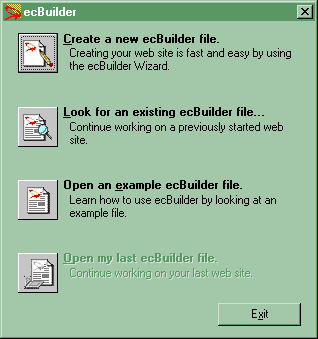 ecBuilder
Create a new ecBuilder file.
Creating your web site is fast and easy by using
the ecBuilder Wizard.
Look for an existing ecBuilder file...
Continue working on a previously started web
site.
Open an example ecBuilder file.
Learn how to use ecBuilder by looking at an
example file.
Open my last ecBuilder file.
Continue working on your last web site.
Exit